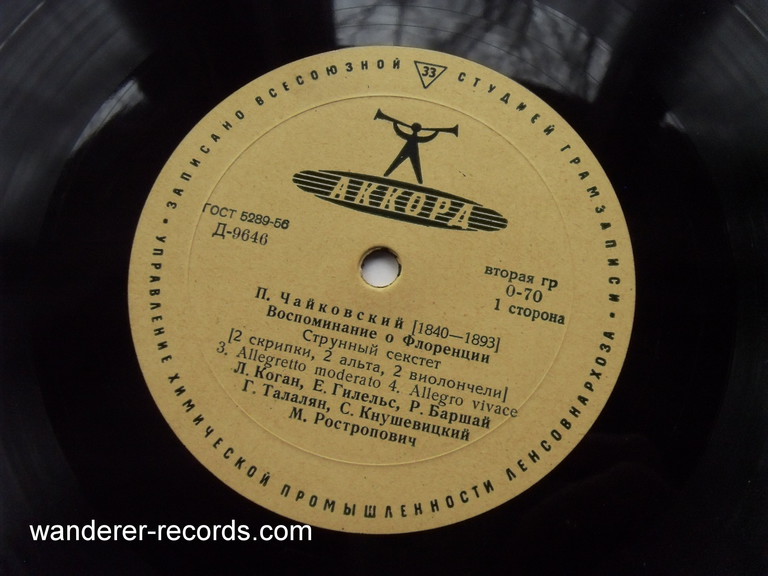 ЗАПИСАНО ВСЕСОЮЗНОЙ 33 СТУДИЕЙ ГРАМЗАПИСИ •
УПРАВЛЕНИЕ ХИМИЧЕСКОЙ ПРОМЫШЛЕННОСТИ ЛЕНСОВНАРХОЗА •
АККОРД
ГОСТ 5289-56
Д-9646
вторая гр
0-70
1 сторона
П. Чайковский [1840—1893]
Воспоминание о Флоренции
Струнный секстет
[2 скрипки, 2 альта, 2 виолончели]
3. Allegretto moderato 4. Allegro vivace
Л. Коган, Е. Гилельс, Р. Баршай
Г. Талалян, С. Кнушевицкий
М. Ростропович
wanderer-records.com